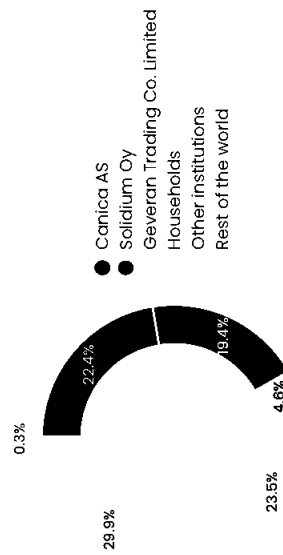 Canica AS
Solidium Oy
Geveran Trading Co. Limited
Households
Other institutions
Rest of the world
0.3%
22.4%
19.4%
4.6%
23.5%
29.9%